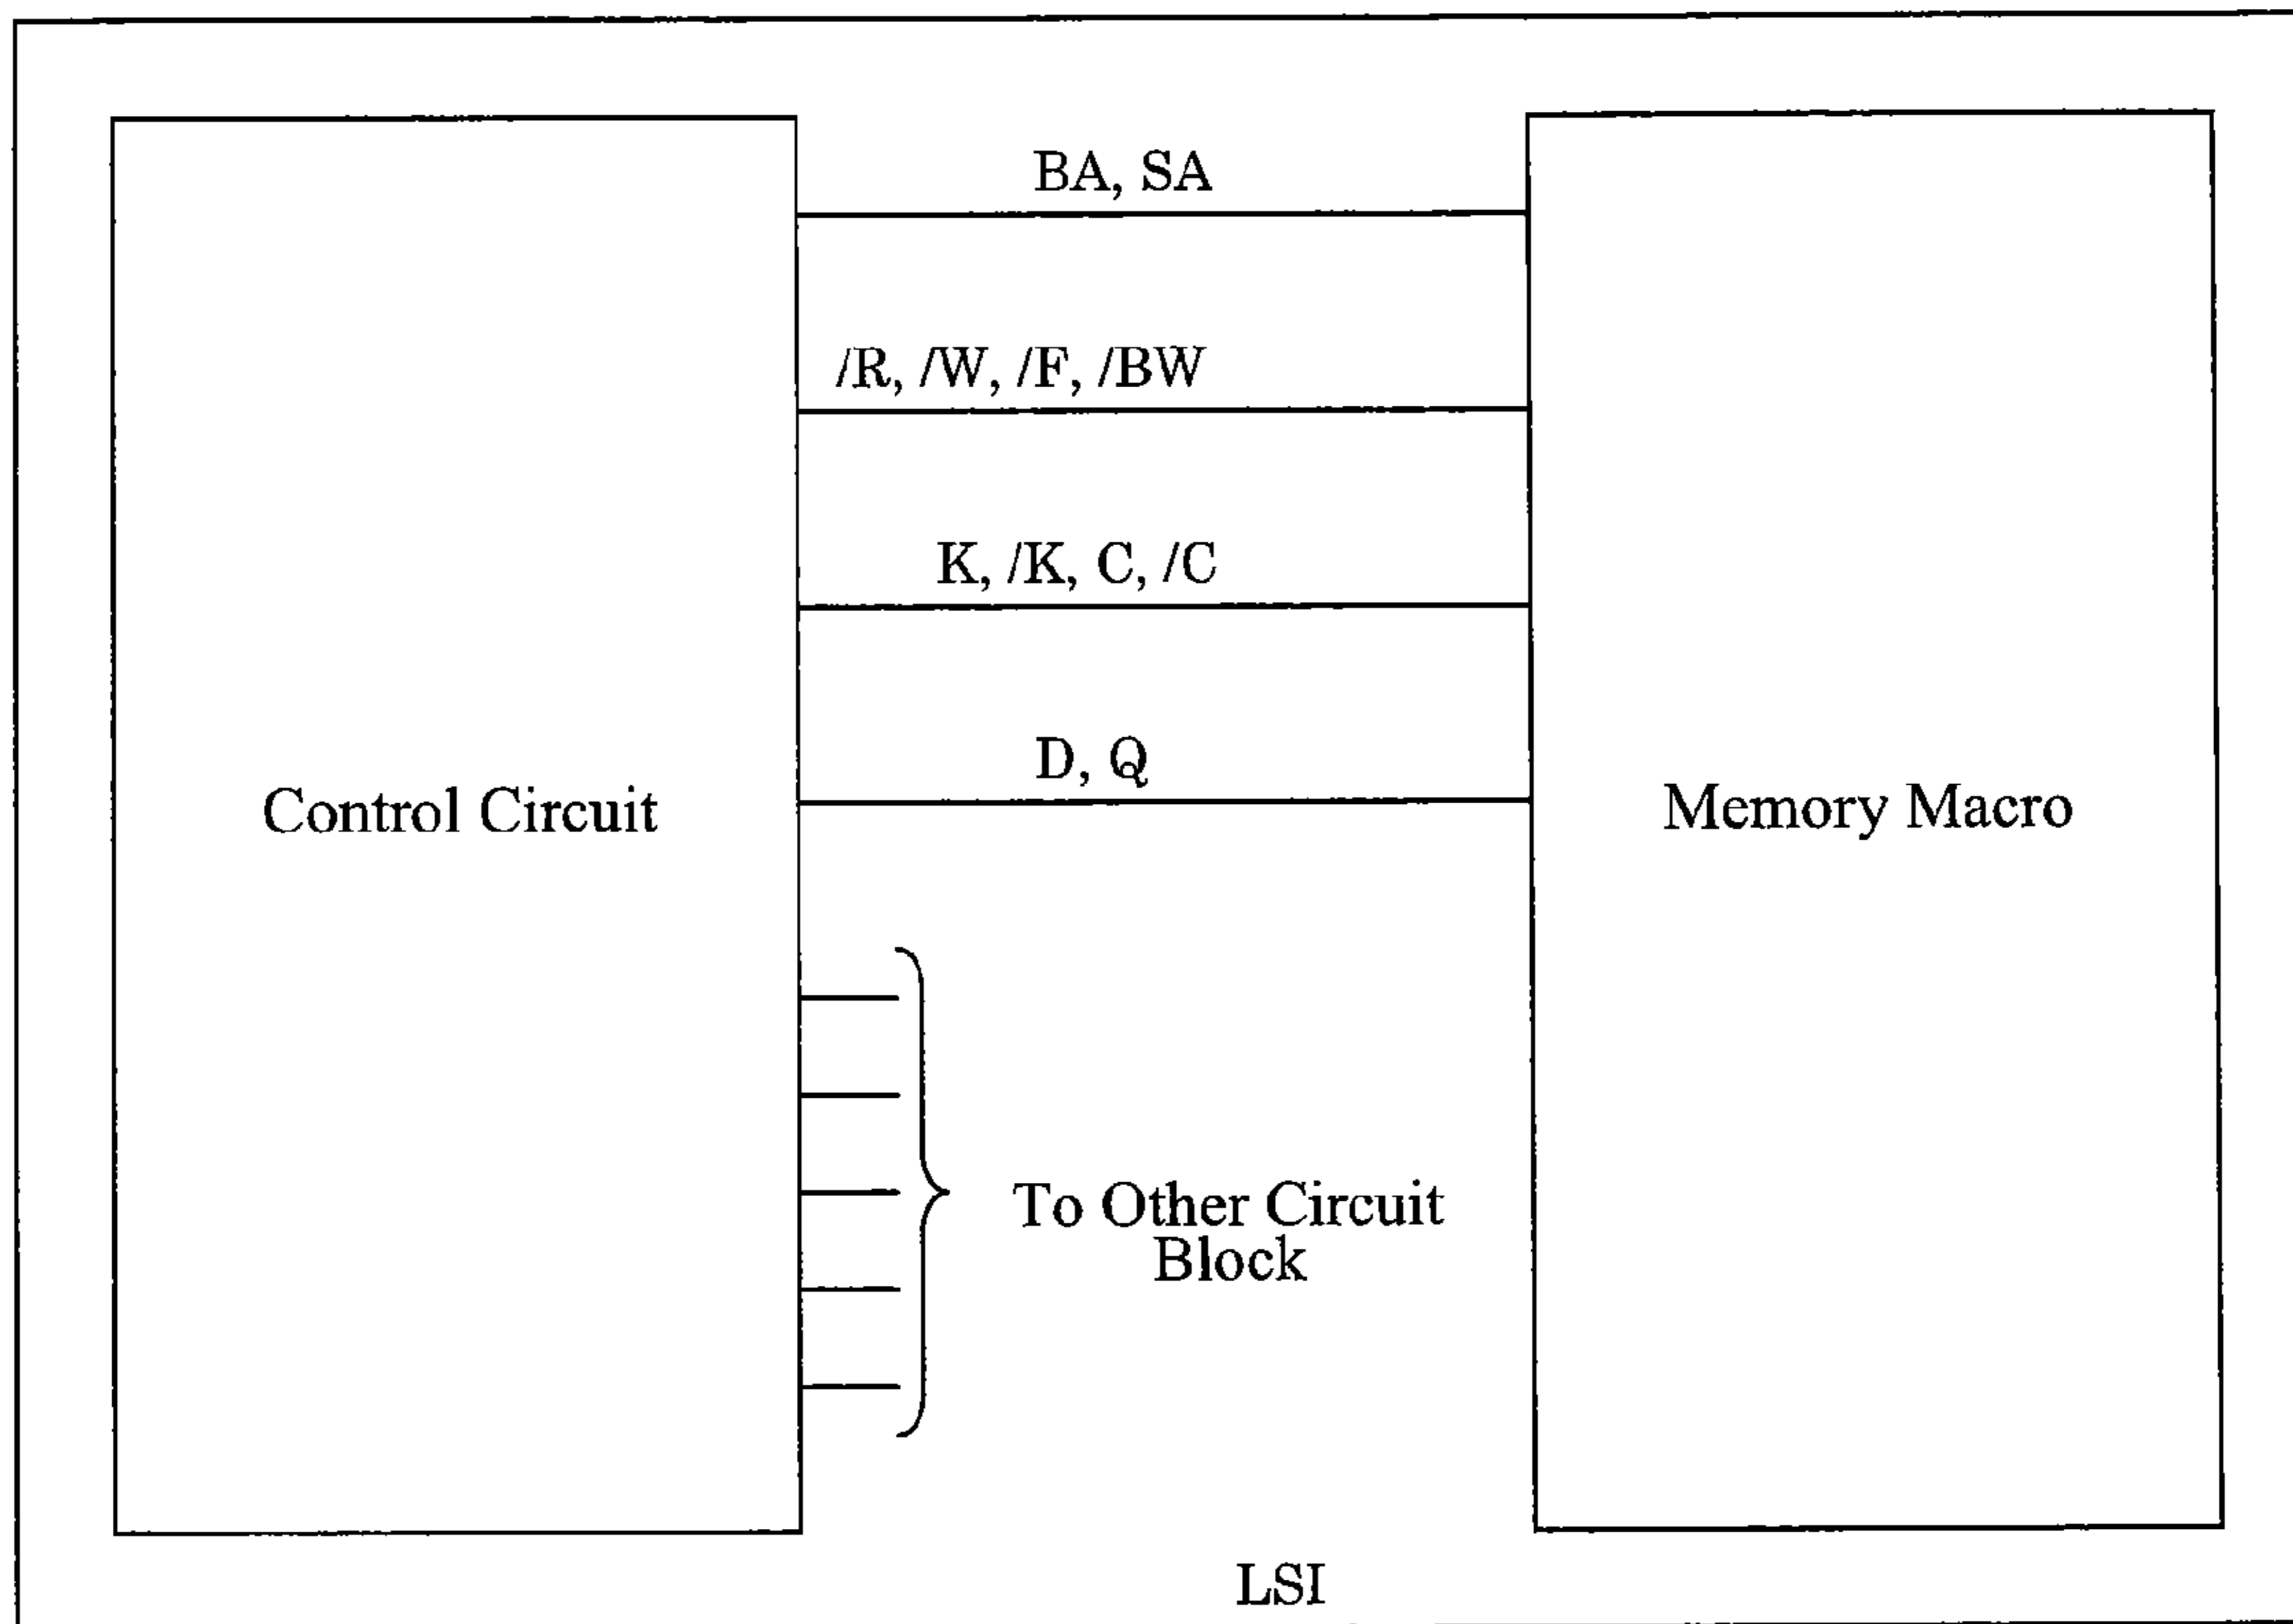 BA, SA
/R, /W, /F, /BW
K, /K, C, /C
D, Q
Control Circuit
Memory Macro
To Other Circuit
Block
LSI